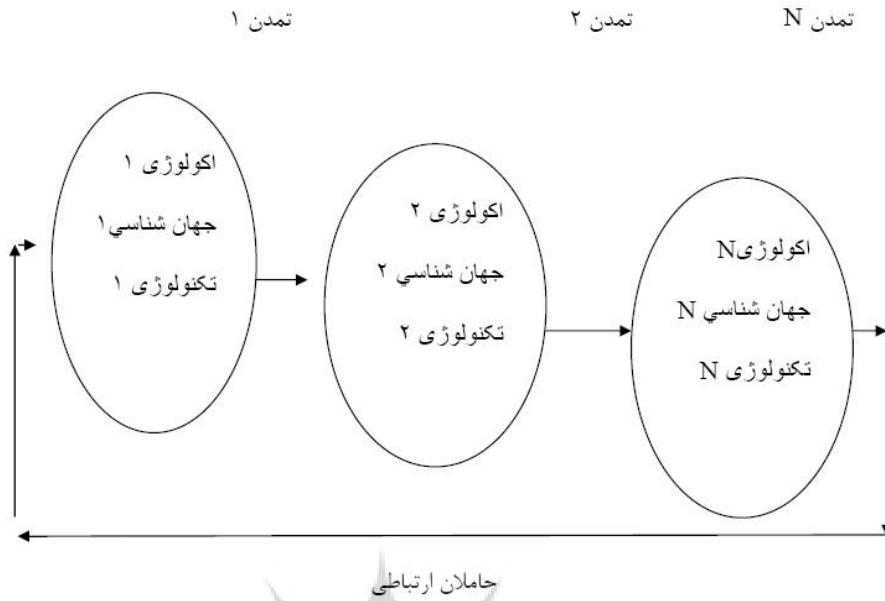 تمدن ۱
تمدن ۲
تمدن N
اکولوژی ۱
جهان شناسي۱
تکنولوژی ۱
اکولوژی ۲
جهان شناسي ۲
تکنولوژی ۲
اکولوژیN
جهان شناسي N
تکنولوژی N
حاملان ارتباطی